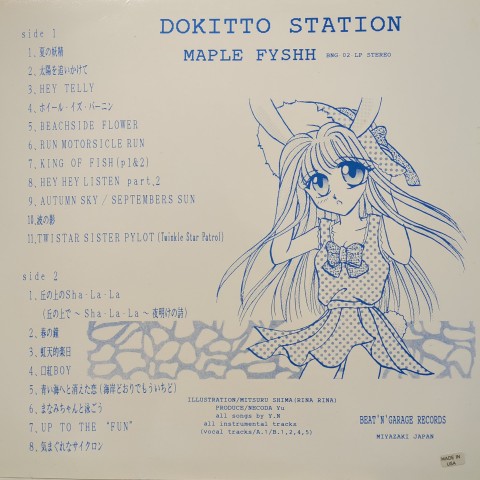 DOKITTO STATION
MAPLE FYSHH BNG-02 LP STEREO
side 1
1. 夏の妖精
2. 太陽を追いかけて
3. HEY TELLY
4. ホイール・イズ・バーニン
5. BEACHSIDE FLOWER
6. RUN MOTORSICLE RUN
7. KING OF FISH(p1&2)
8. HEY HEY LISTEN part,2
9. AUTUMN SKY / SEPTEMBERS SUN
10. 波の影
11. TWISTAR SISTER PYLOT (Twinkle Star Patrol)
side 2
1. 丘の上のSha-La-La
(丘の上で ～ Sha-La-La ～ 夜明けの詩)
2. 春の
3. 虹天的楽日
4. 口紅BOY
5. 青い海へと消えた恋 (海岸どおりでもういちど)
6. まなみちゃんと泳ごう
7. UP TO THE "FUN"
8. 気まぐれなサイクロン
ILLUSTRATION/MITSURU SHIMA(RINA RINA)
PRODUCE/NECODA Yu
all songs by Y.N
all instrumental tracks
(vocal tracks/A.1/B.1,2,4,5)
BEAT'N'GARAGE RECORDS
MIYAZAKI JAPAN
MADE IN
USA